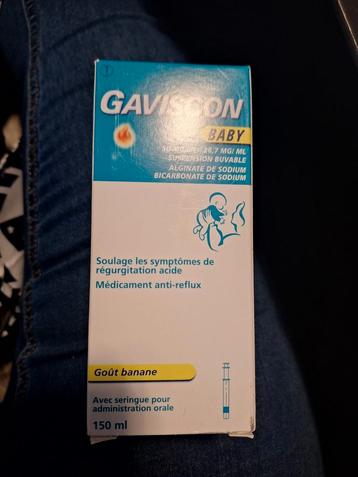 GAVISCON
BABY
SUSPENSION BUVABLE
ALGINATE DE SODIUM
BICARBONATE DE SODIUM
Soulage les symptômes de
régurgitation acide
Médicament anti-reflux
Goût banane
Avec seringue pour
administration orale
150 ml